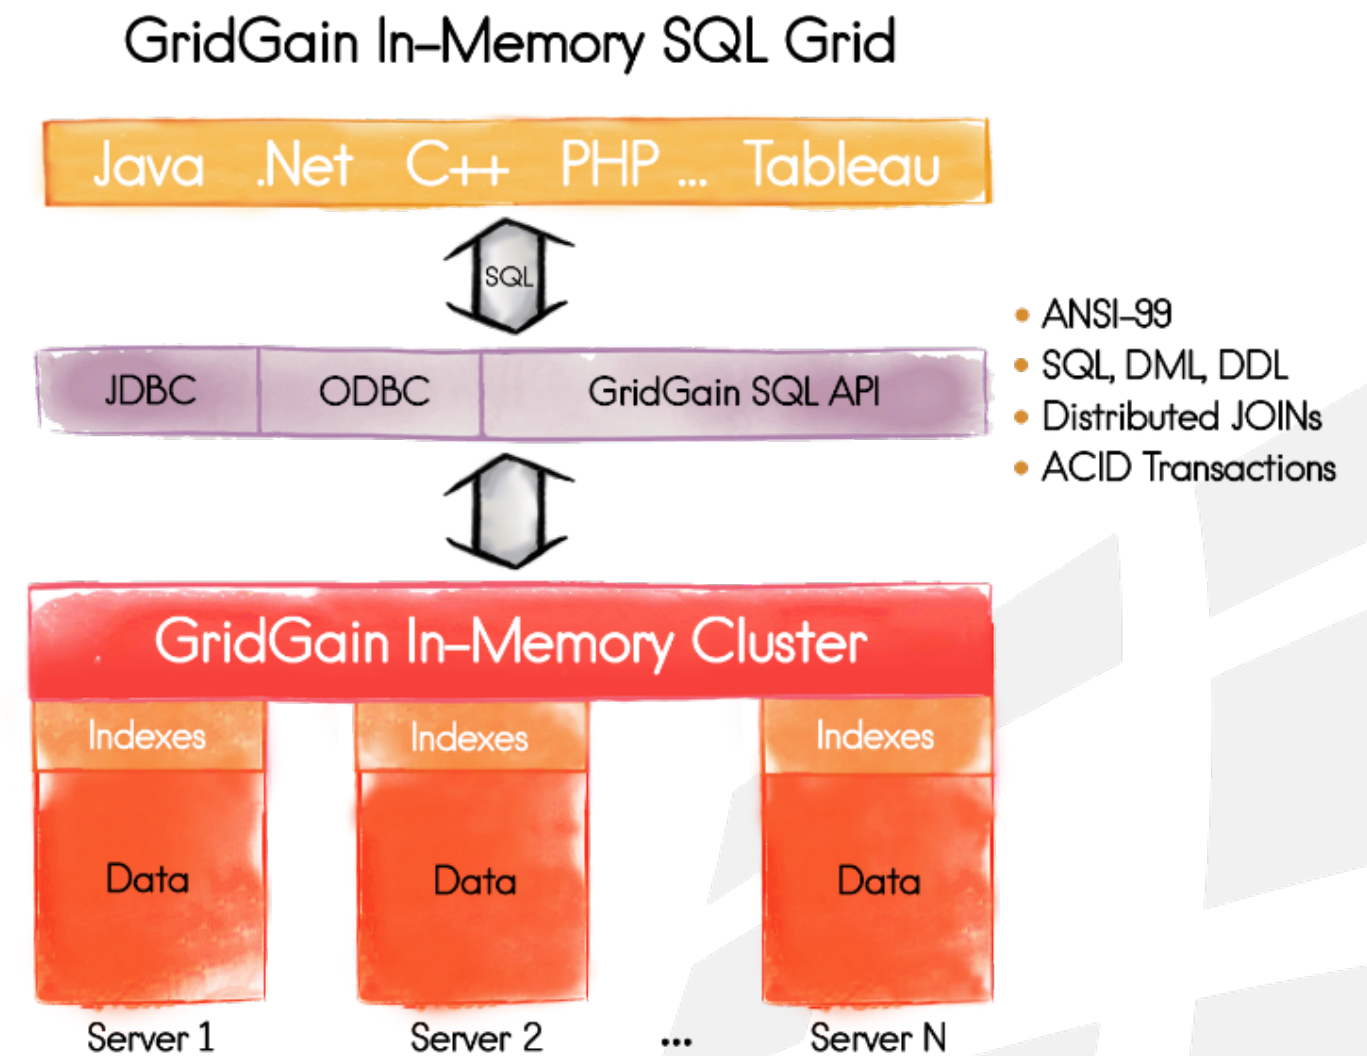 GridGain In-Memory SQL Grid
Java .Net C++ PHP ... Tableau
SQL
JDBC ODBC GridGain SQL API
• ANSI-99
• SQL, DML, DDL
• Distributed JOINs
• ACID Transactions
GridGain In-Memory Cluster
Indexes Indexes Indexes
Data Data Data
Server 1 Server 2 ... Server N